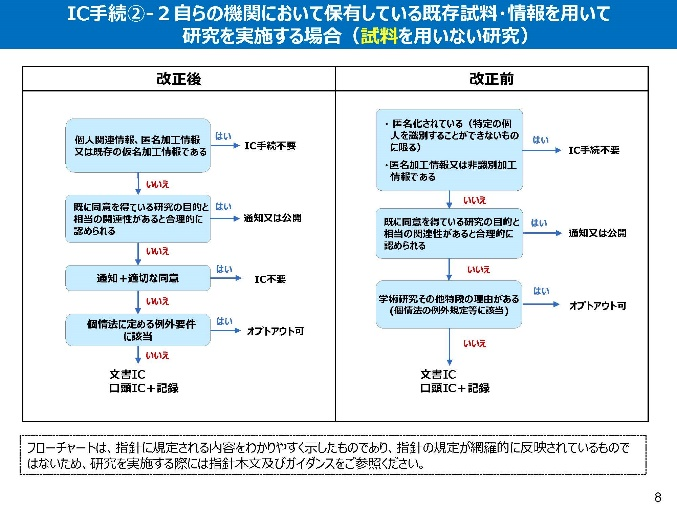 IC手続②-2自らの機関において保有している既存試料・情報を用いて
研究を実施する場合（試料を用いない研究）
改正後
個人関連情報、匿名加工情報
又は既存の仮名加工情報である
はい
IC手続不要
いいえ
既に同意を得ている研究の目的と
相当の関連性があると合理的に
認められる
はい
通知又は公開
いいえ
通知＋適切な同意
はい
IC不要
いいえ
個情法に定める例外要件
に該当
はい
オプトアウト可
いいえ
文書IC
口頭IC＋記録
改正前
・匿名化されている（特定の個
人を識別することができないもの
に限る）
・匿名加工情報又は非識別加工
情報である
はい
IC手続不要
いいえ
既に同意を得ている研究の目的と
相当の関連性があると合理的に
認められる
はい
通知又は公開
いいえ
学術研究その他特段の理由がある
(個情法の例外規定等に該当)
はい
オプトアウト可
いいえ
文書IC
口頭IC＋記録
フローチャートは、指針に規定される内容をわかりやすく示したものであり、指針の規定が網羅的に反映されているもので
はないため、研究を実施する際には指針本文及びガイダンスをご参照ください。
8